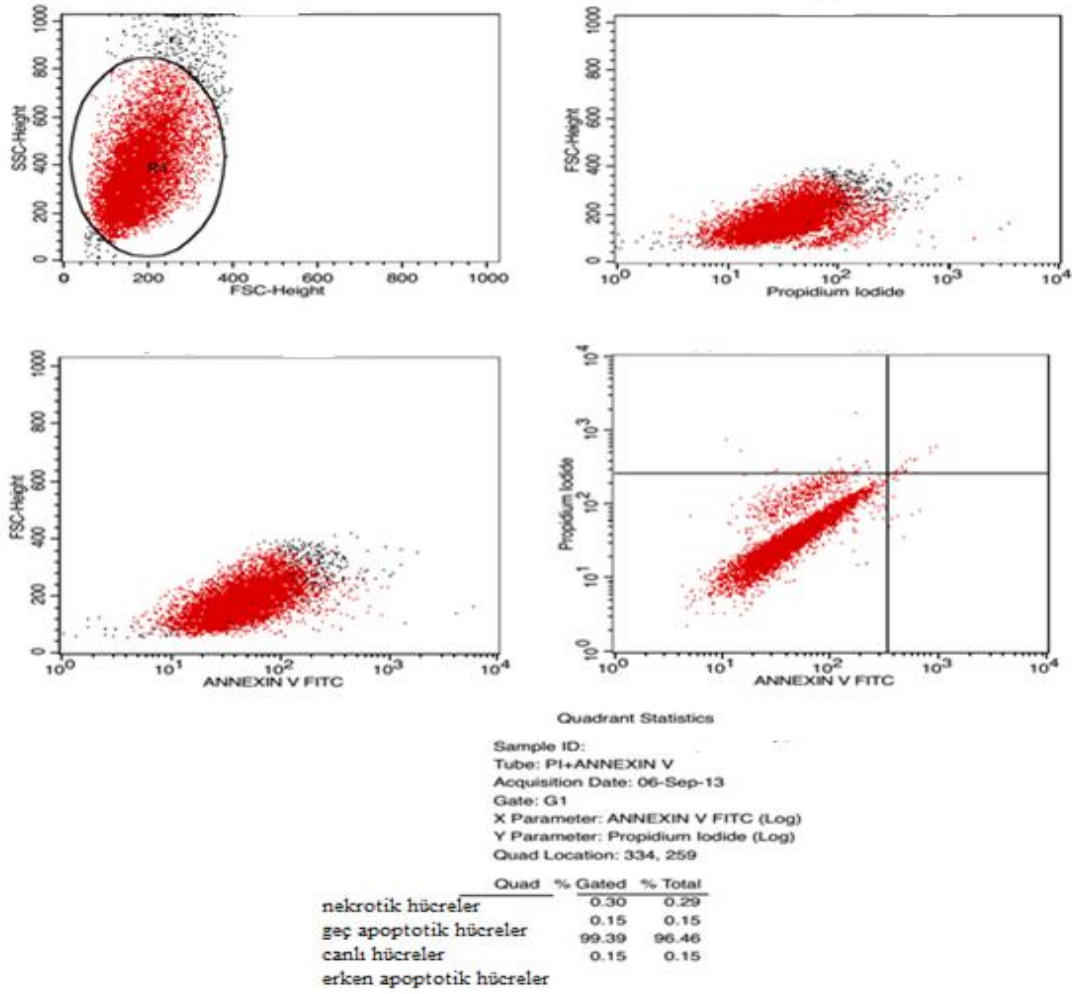 1000
800
600
400
200
0
SSC-Height
R1
0 200 400 600 800 1000
FSC-Height
1000
800
600
400
200
0
FSC-Height
10⁰ 10¹ 10² 10³ 10⁴
Propidium Iodide
1000
800
600
400
200
0
FSC-Height
10⁰ 10¹ 10² 10³ 10⁴
ANNEXIN V FITC
10⁴
10³
10²
10¹
10⁰
Propidium Iodide
10⁰ 10¹ 10² 10³ 10⁴
ANNEXIN V FITC
Quadrant Statistics
Sample ID:
Tube: PI+ANNEXIN V
Acquisition Date: 06-Sep-13
Gate: G1
X Parameter: ANNEXIN V FITC (Log)
Y Parameter: Propidium Iodide (Log)
Quad Location: 334, 259
Quad % Gated % Total
nekrotik hücreler 0.30 0.29
geç apoptotik hücreler 0.15 0.15
canlı hücreler 99.39 96.46
erken apoptotik hücreler 0.15 0.15